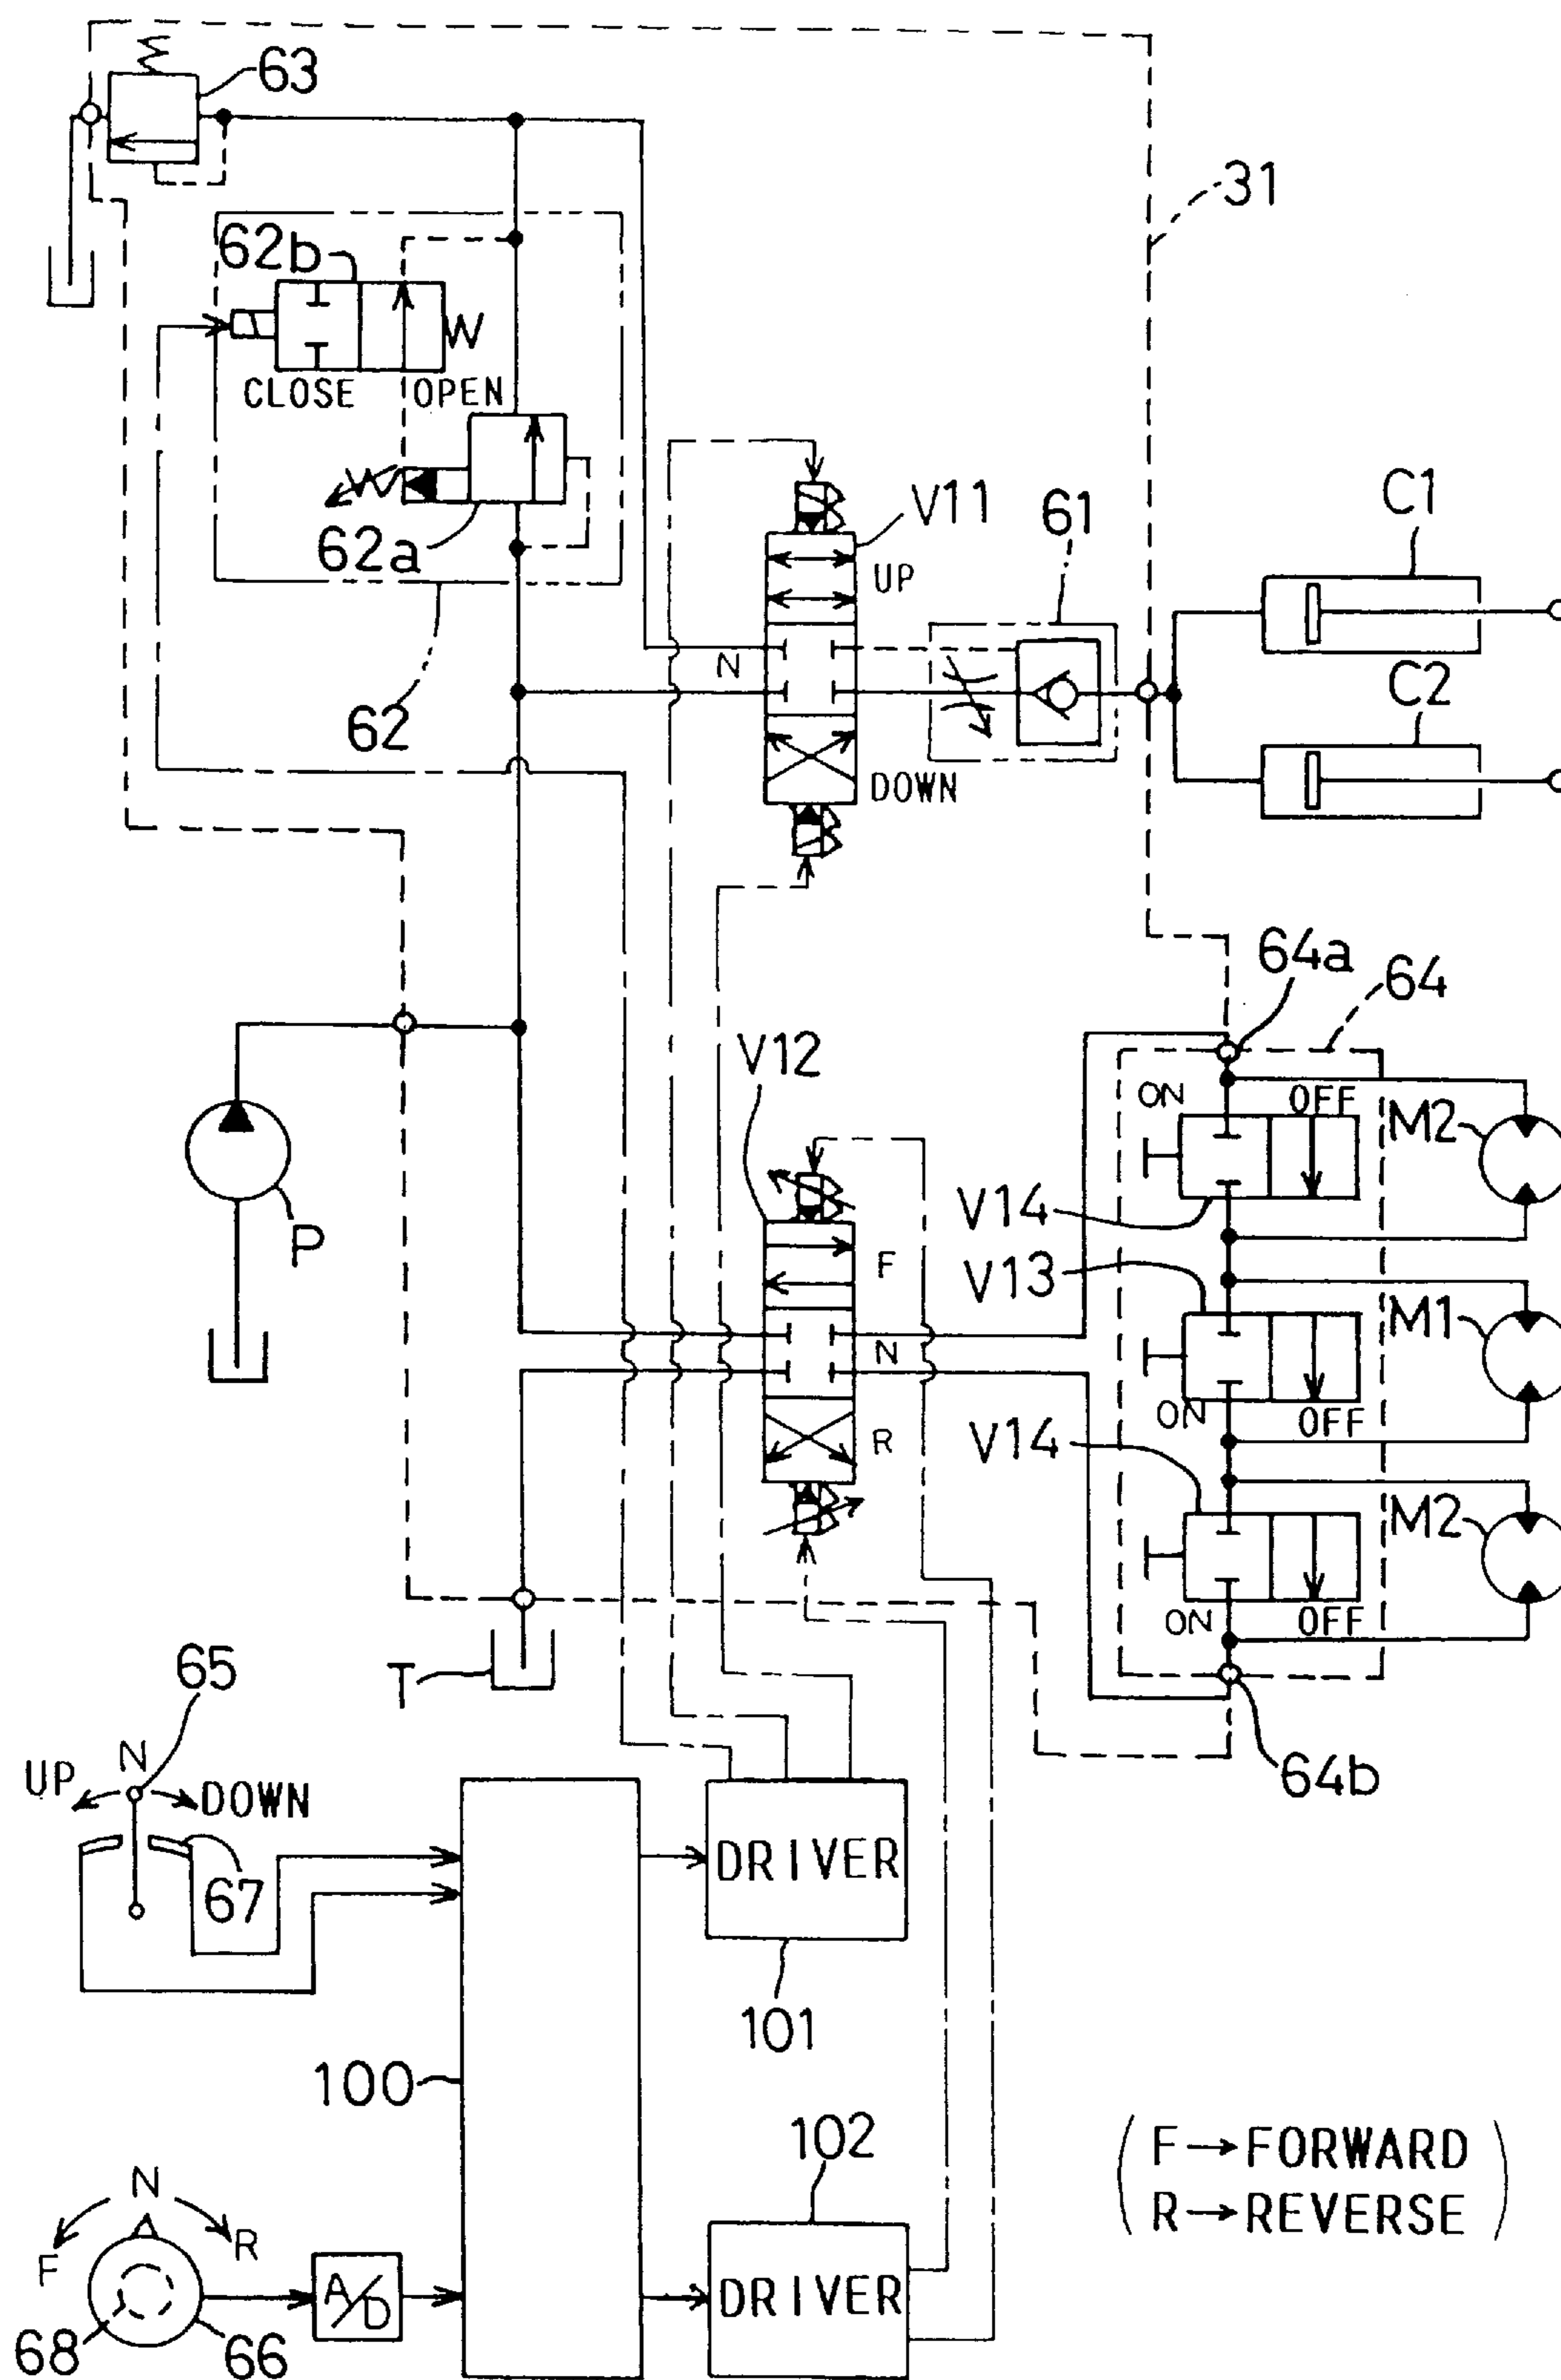 63
31
62b
CLOSE
OPEN
62a
62
V11
UP
N
DOWN
61
C1
C2
64a
64
V12
P
F
N
R
ON
OFF
M2
V14
V13
M1
ON
OFF
V14
M2
ON
OFF
64b
T
65
N
UP
DOWN
67
100
DRIVER
101
102
DRIVER
N
F
R
A/D
68
66
F→FORWARD
R→REVERSE